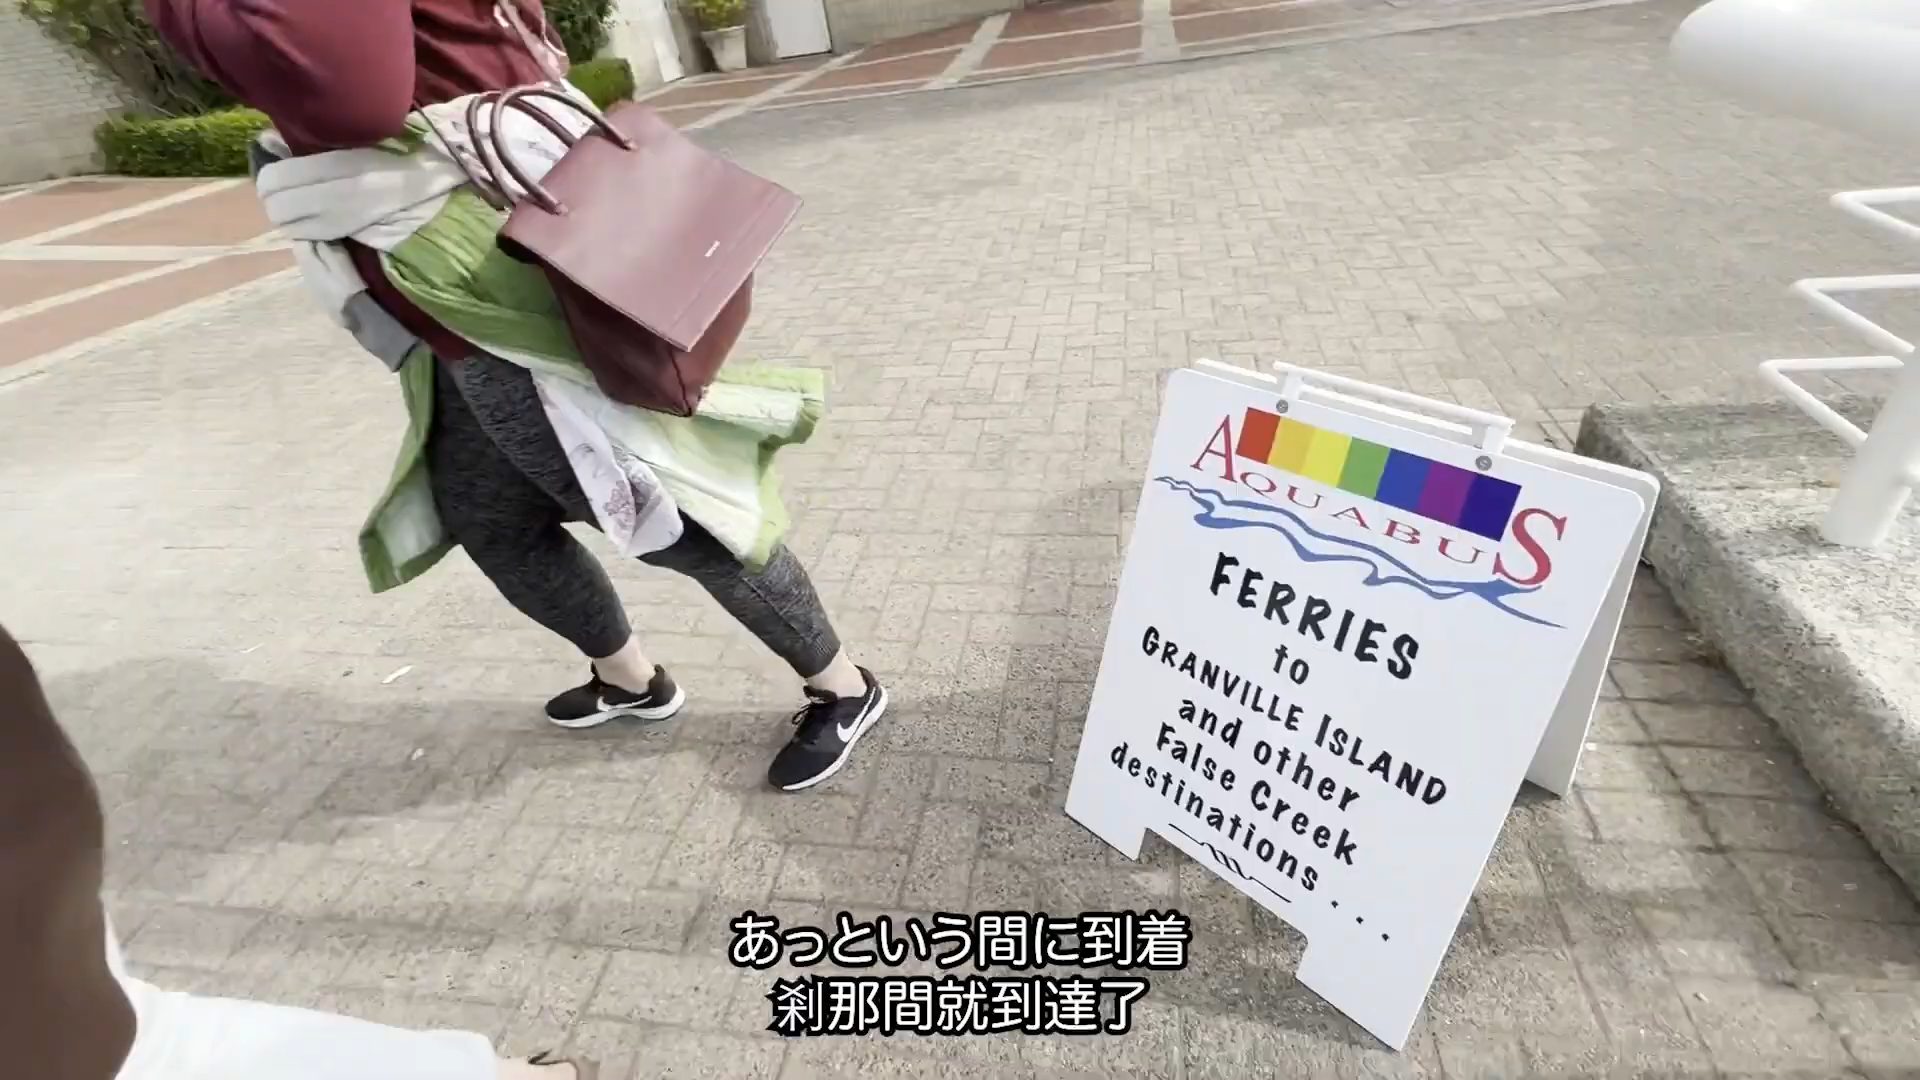 AQUABUS
FERRIES
to
GRANVILLE ISLAND
and other
False Creek
destinations...
あっという間に到着
刹那間就到達了